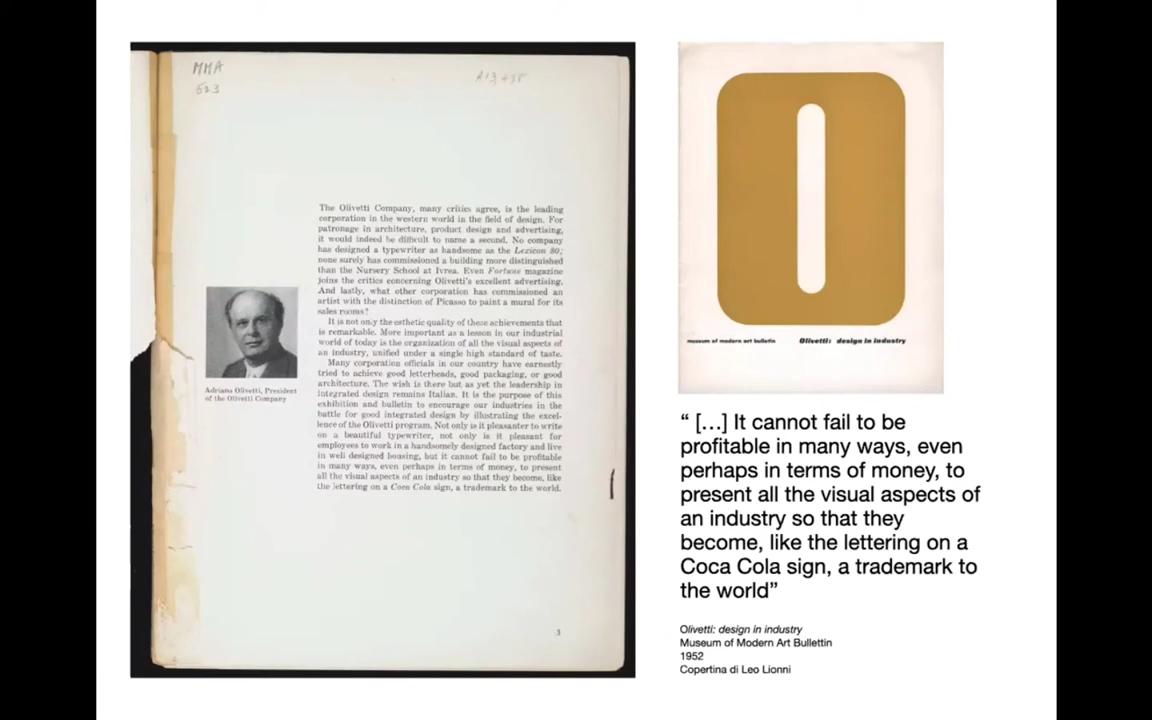 MMA
523
The Olivetti Company, many critics agree, is the leading
corporation in the western world in the field of design. For
patronage in architecture, product design and advertising,
it would indeed be difficult to name a second. No company
has designed a typewriter as handsome as the Lexicon 80;
none surely has commissioned a building more distinguished
than the Nursery School at Ivrea. Even Fortune magazine
joins the critics concerning Olivetti's excellent advertising.
And lastly, what other corporation has commissioned an
artist with the distinction of Picasso to paint a mural for its
sales rooms?
It is not only the esthetic quality of these achievements that
is remarkable. More important as a lesson in our industrial
world of today is the organization of all the visual aspects of
an industry, unified under a single high standard of taste.
Many corporation officials in our country have earnestly
tried to achieve good letterheads, good packaging, or good
architecture. The wish is there but as yet the leadership in
integrated design remains Italian. It is the purpose of this
exhibition and bulletin to encourage our industries in the
battle for good integrated design by illustrating the excel-
lence of the Olivetti program. Not only is it pleasanter to write
on a beautiful typewriter, not only is it pleasant for
employees to work in a handsomely designed factory and live
in well designed housing, but it cannot fail to be profitable
in many ways, even perhaps in terms of money, to present
all the visual aspects of an industry so that they become, like
the lettering on a Coca Cola sign, a trademark to the world.
Adriano Olivetti, President
of the Olivetti Company
3
O
museum of modern art bulletin Olivetti: design in industry
“ [...] It cannot fail to be
profitable in many ways, even
perhaps in terms of money, to
present all the visual aspects of
an industry so that they
become, like the lettering on a
Coca Cola sign, a trademark to
the world”
Olivetti: design in industry
Museum of Modern Art Bullettin
1952
Copertina di Leo Lionni